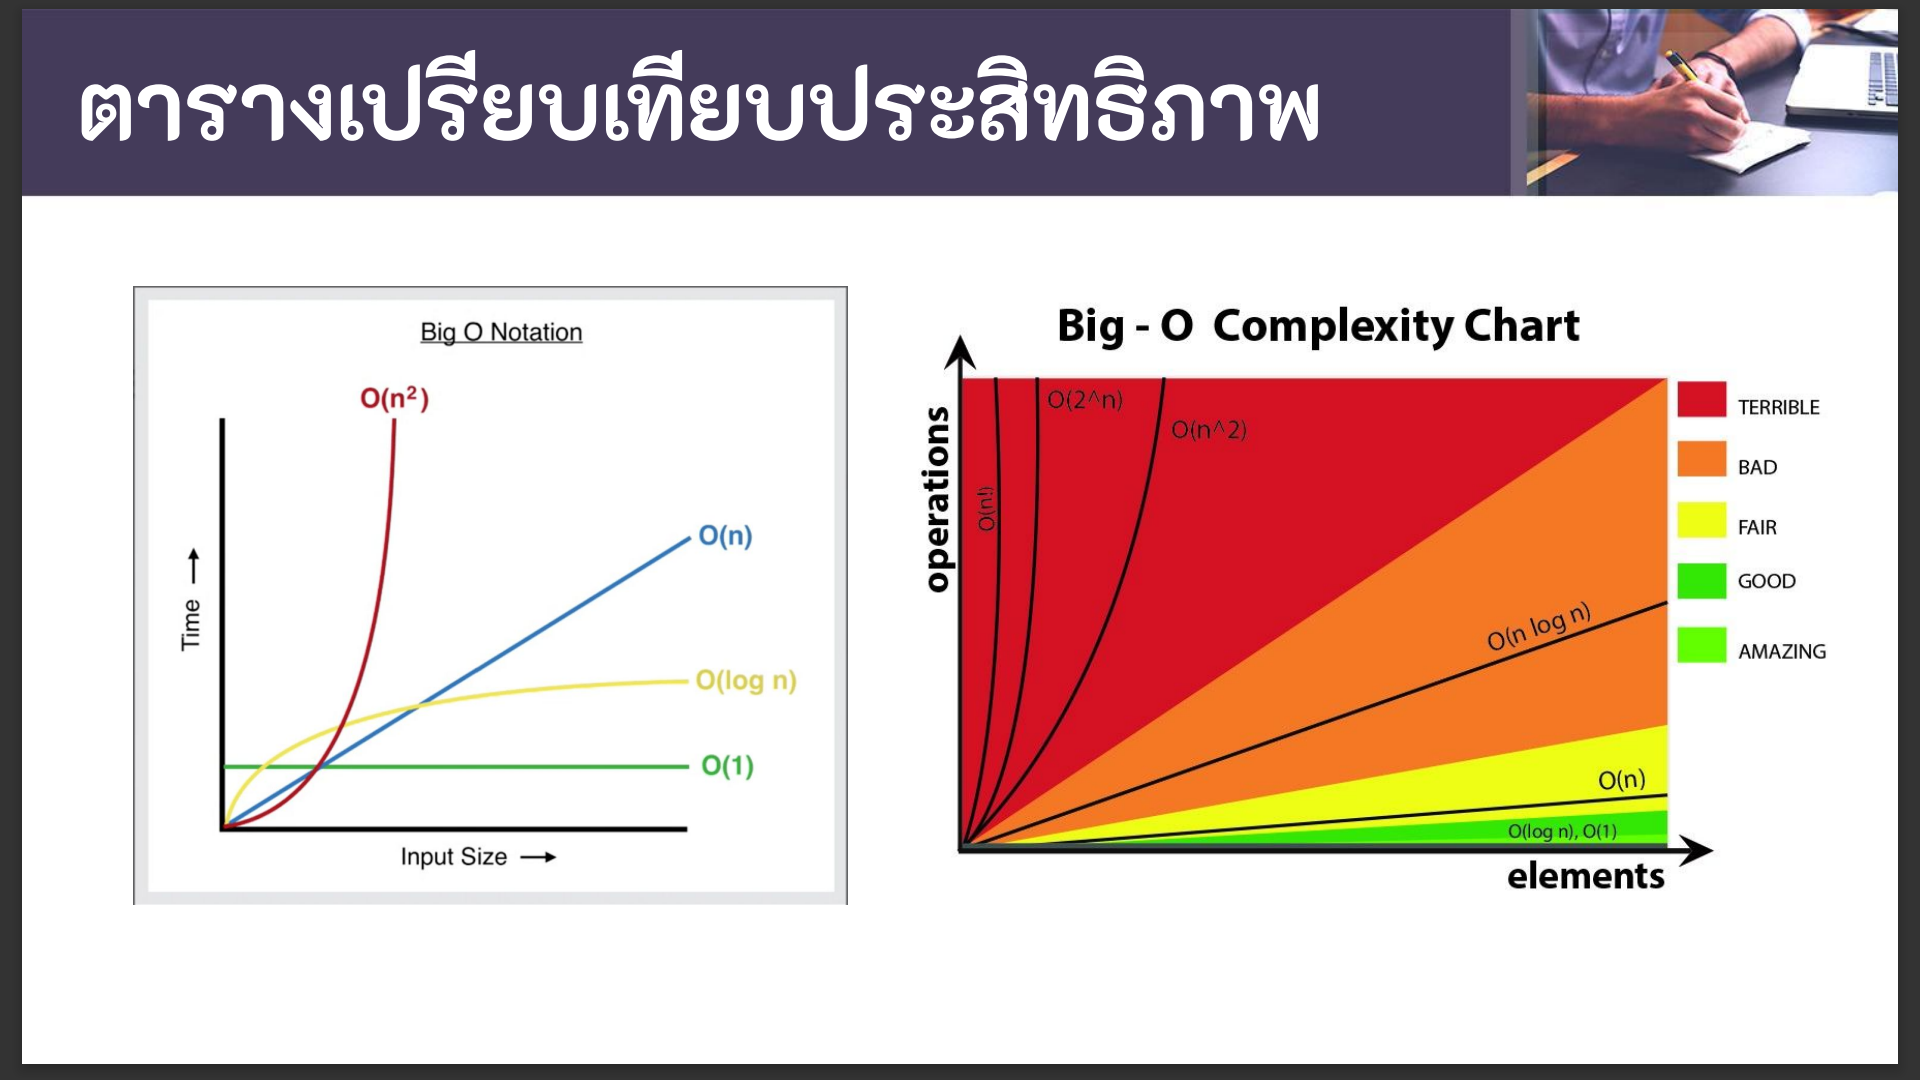 ตารางเปรียบเทียบประสิทธิภาพ
Big O Notation
O(n²)
O(n)
O(log n)
O(1)
Time
Input Size
Big - O Complexity Chart
operations
O(n!)
O(2^n)
O(n^2)
O(n log n)
O(n)
O(log n), O(1)
elements
TERRIBLE
BAD
FAIR
GOOD
AMAZING